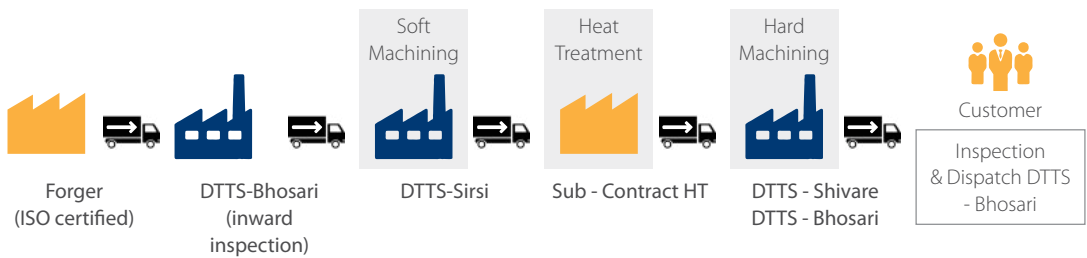 Soft
Machining
Heat
Treatment
Hard
Machining
Customer
Forger
(ISO certified)
DTTS-Bhosari
(inward
inspection)
DTTS-Sirsi
Sub - Contract HT
DTTS - Shivare
DTTS - Bhosari
Inspection
& Dispatch DTTS
- Bhosari